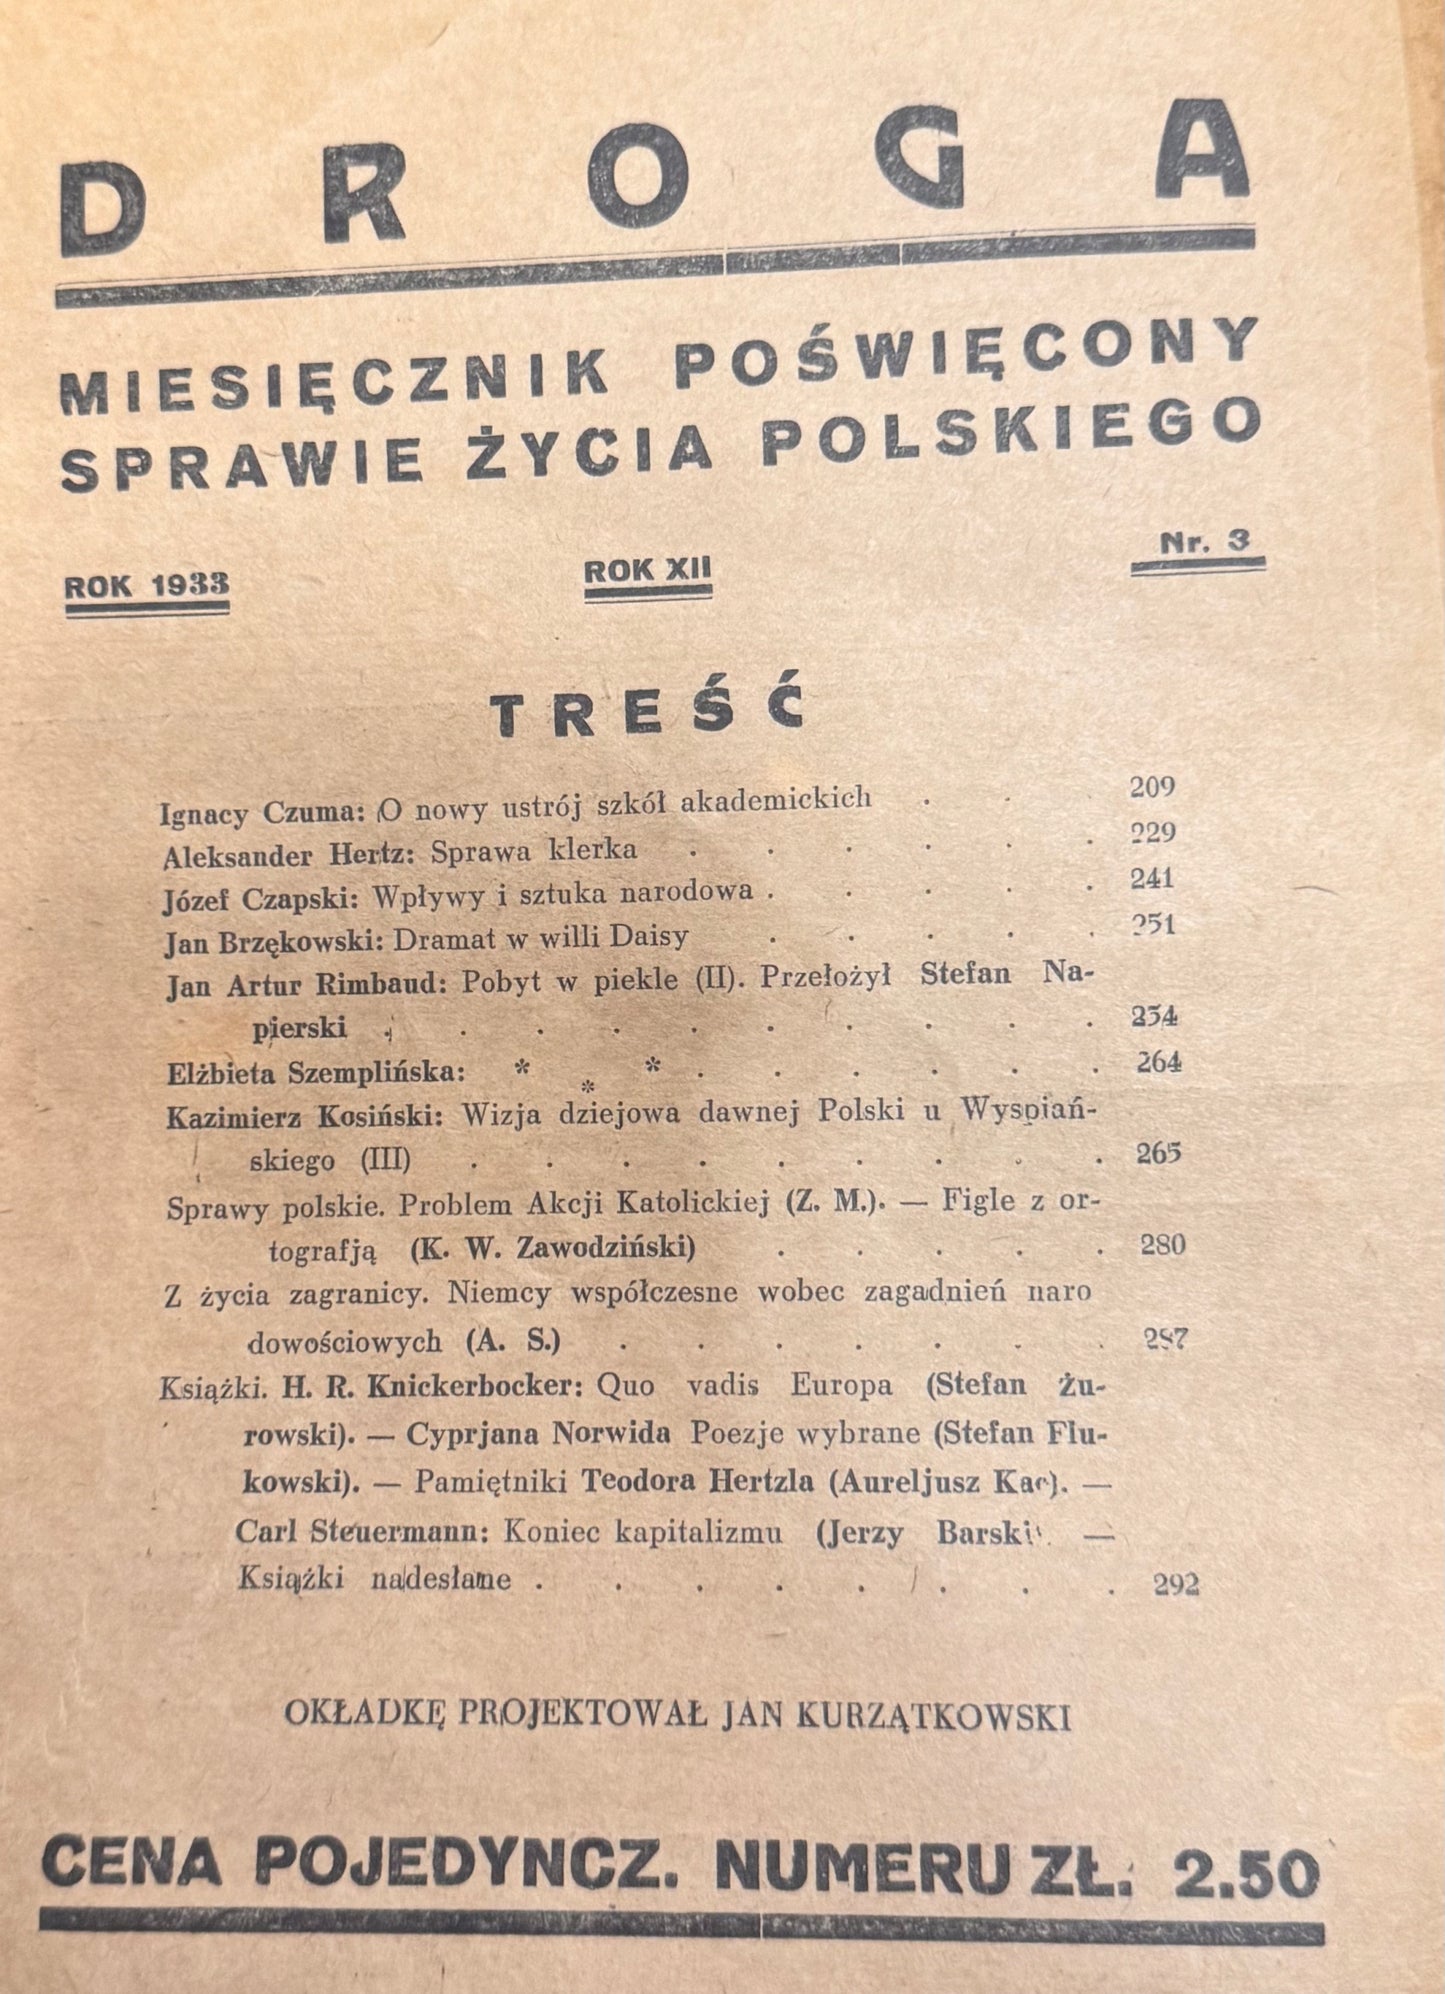 DROGA
MIESIĘCZNIK POŚWIĘCONY
SPRAWIE ŻYCIA POLSKIEGO
ROK 1933 ROK XII Nr. 3
TREŚĆ
Ignacy Czuma: O nowy ustrój szkół akademickich . . . 209
Aleksander Hertz: Sprawa klerka . . . . . . 229
Józef Czapski: Wpływy i sztuka narodowa . . . . . 241
Jan Brzękowski: Dramat w willi Daisy . . . . . 251
Jan Artur Rimbaud: Pobyt w piekle (II). Przełożył Stefan Na-
pierski . . . . . . . . . . 254
Elżbieta Szemplińska: * * * . . . . . . 264
Kazimierz Kosiński: Wizja dziejowa dawnej Polski u Wyspiań-
skiego (III) . . . . . . . . . 265
Sprawy polskie. Problem Akcji Katolickiej (Z. M.). — Figle z or-
tografją (K. W. Zawodziński) . . . . . 280
Z życia zagranicy. Niemcy współczesne wobec zagadnień naro
dowościowych (A. S.) . . . . . . . 287
Książki. H. R. Knickerbocker: Quo vadis Europa (Stefan Żu-
rowski). — Cyprjana Norwida Poezje wybrane (Stefan Flu-
kowski). — Pamiętniki Teodora Hertzla (Aureljusz Kac). —
Carl Steuermann: Koniec kapitalizmu (Jerzy Barski —
Książki nadesłane . . . . . . . . 292
OKŁADKĘ PROJEKTOWAŁ JAN KURZĄTKOWSKI
CENA POJEDYNCZ. NUMERU ZŁ. 2.50